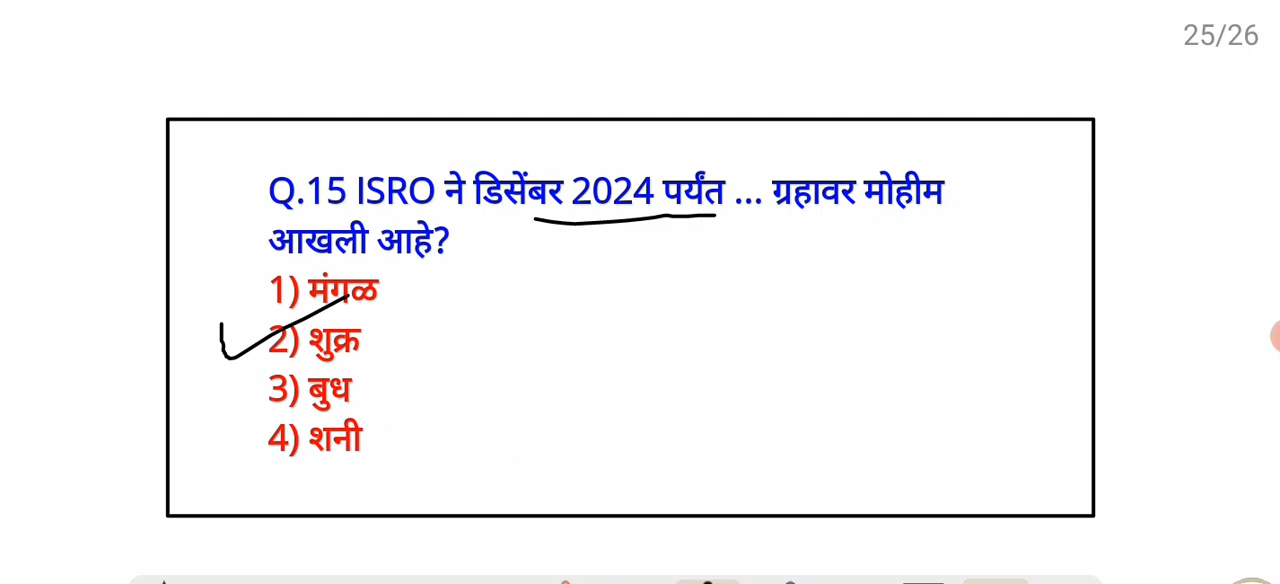 25/26
Q.15 ISRO ने डिसेंबर 2024 पर्यंत ... ग्रहावर मोहीम
आखली आहे?
1) मंगळ
2) शुक्र
3) बुध
4) शनी